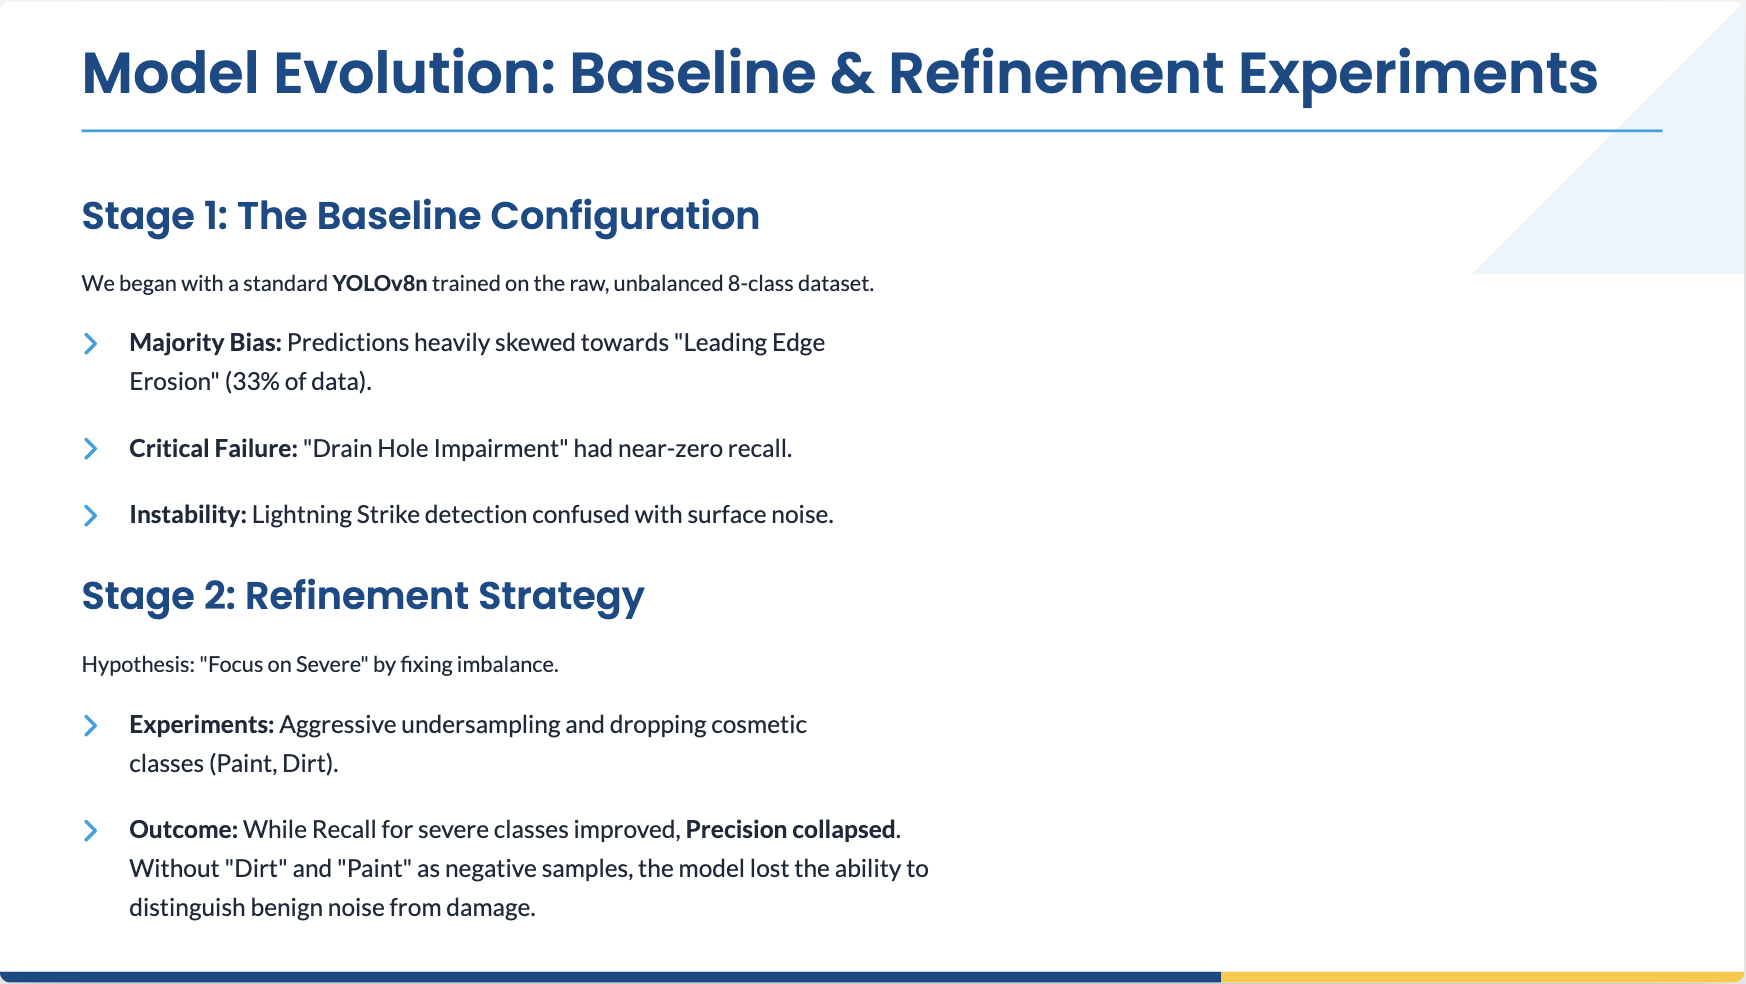 Model Evolution: Baseline & Refinement Experiments
Stage 1: The Baseline Configuration
We began with a standard YOLOv8n trained on the raw, unbalanced 8-class dataset.
Majority Bias: Predictions heavily skewed towards "Leading Edge
Erosion" (33% of data).
Critical Failure: "Drain Hole Impairment" had near-zero recall.
Instability: Lightning Strike detection confused with surface noise.
Stage 2: Refinement Strategy
Hypothesis: "Focus on Severe" by fixing imbalance.
Experiments: Aggressive undersampling and dropping cosmetic
classes (Paint, Dirt).
Outcome: While Recall for severe classes improved, Precision collapsed.
Without "Dirt" and "Paint" as negative samples, the model lost the ability to
distinguish benign noise from damage.